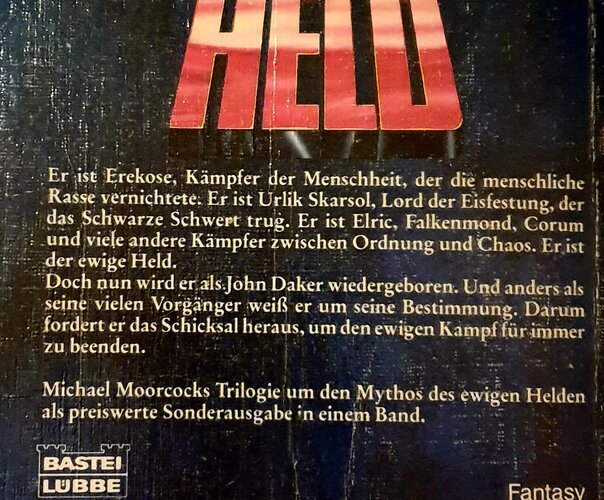 HELD
Er ist Erekose, Kämpfer der Menschheit, der die menschliche
Rasse vernichtete. Er ist Urlik Skarsol, Lord der Eisfestung, der
das Schwarze Schwert trug. Er ist Elric, Falkenmond, Corum
und viele andere Kämpfer zwischen Ordnung und Chaos. Er ist
der ewige Held.
Doch nun wird er als John Daker wiedergeboren. Und anders als
seine vielen Vorgänger weiß er um seine Bestimmung. Darum
fordert er das Schicksal heraus, um den ewigen Kampf für immer
zu beenden.
Michael Moorcocks Trilogie um den Mythos des ewigen Helden
als preiswerte Sonderausgabe in einem Band.
BASTEI
LÜBBE
Fantasy